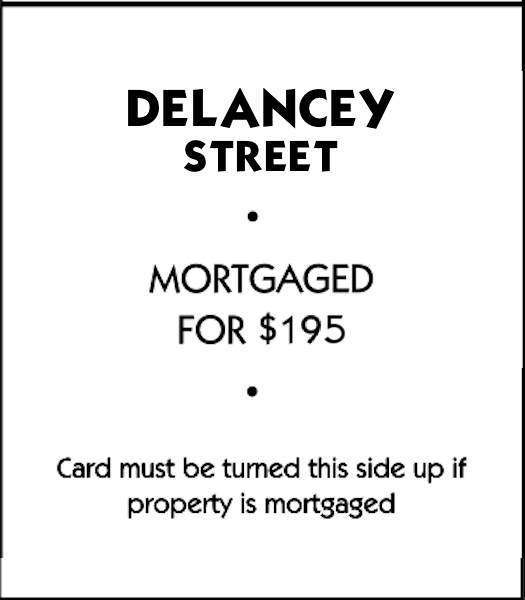 DELANCEY
STREET
•
MORTGAGED
FOR $195
•
Card must be turned this side up if
property is mortgaged